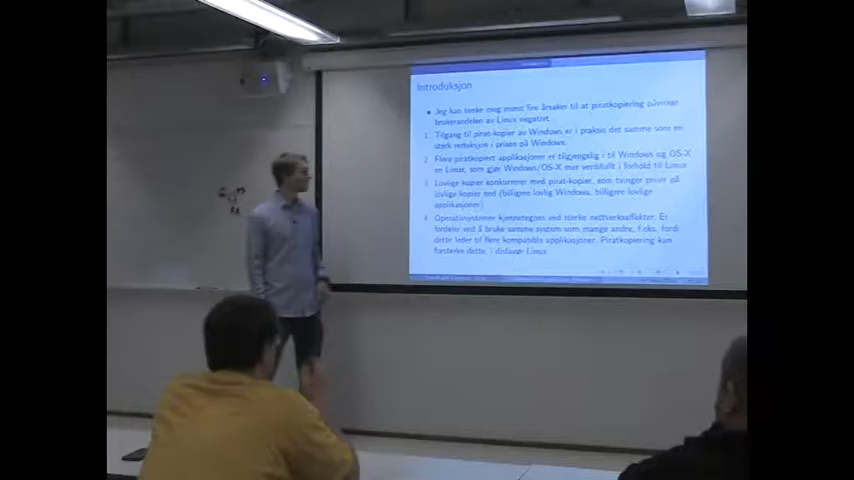 Introduksjon
Jeg kan tenke meg minst fire årsaker til at piratkopiering påvirker
brukerandelen av Linux negativt.
1 Tilgang til pirat-kopier av Windows er i praksis det samme som en
sterk reduksjon i prisen på Windows.
2 Flere piratkopiert applikasjoner er tilgjengelig i til Windows og OS-X
en Linux, som gjør Windows/OS-X mer verdifullt i forhold til Linux.
3 Lovlige kopier konkurrerer med pirat-kopier, som tvinger priser på
lovlige kopier ned (billigere lovlig Windows, billigere lovlige
applikasjoner)
4 Operativsystemer kjennetegnes ved sterke nettverkseffekter. Er
fordeler ved å bruke samme system som mange andre, f.eks. fordi
dette leder til flere kompatible applikasjoner. Piratkopiering kan
forsterke dette, i disfavør Linux.